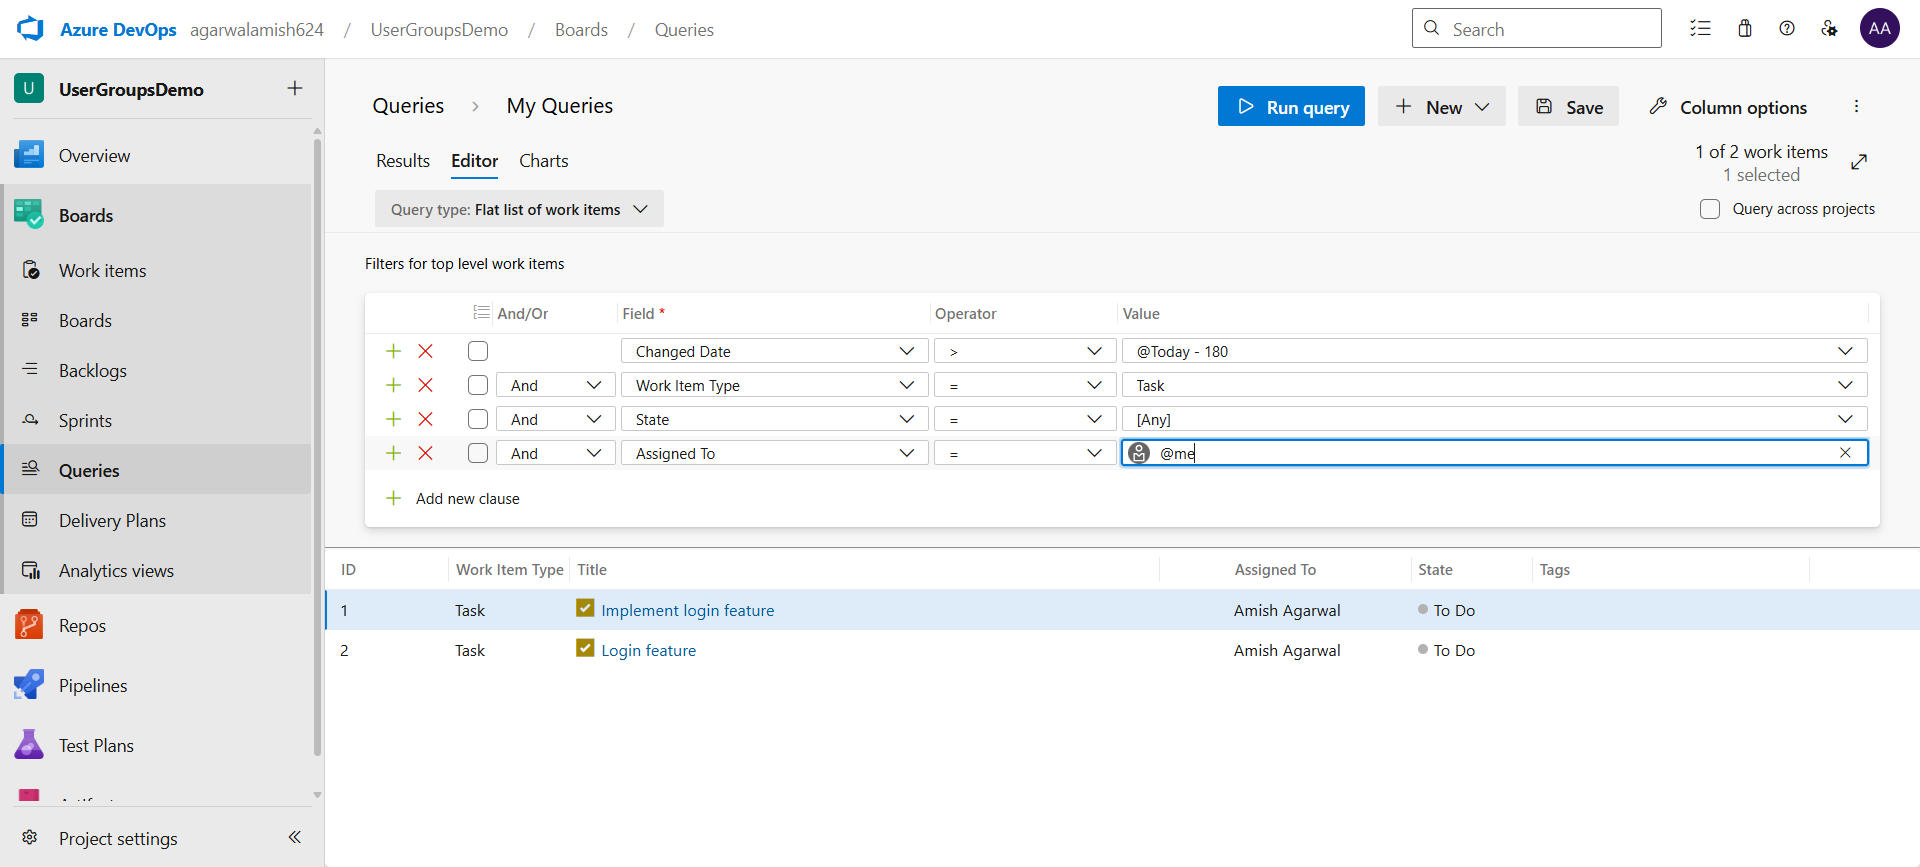 Azure DevOps agarwalamish624 / UserGroupsDemo / Boards / Queries
Search
AA
U UserGroupsDemo
Overview
Boards
Work items
Boards
Backlogs
Sprints
Queries
Delivery Plans
Analytics views
Repos
Pipelines
Test Plans
Project settings
Queries > My Queries
Run query
New
Save
Column options
Results Editor Charts
1 of 2 work items
1 selected
Query type: Flat list of work items
Query across projects
Filters for top level work items
And/Or Field * Operator Value
Changed Date > @Today - 180
And Work Item Type = Task
And State = [Any]
And Assigned To = @me
Add new clause
ID Work Item Type Title Assigned To State Tags
1 Task Implement login feature Amish Agarwal To Do
2 Task Login feature Amish Agarwal To Do